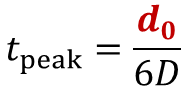 t_peak = d_0 / 6D